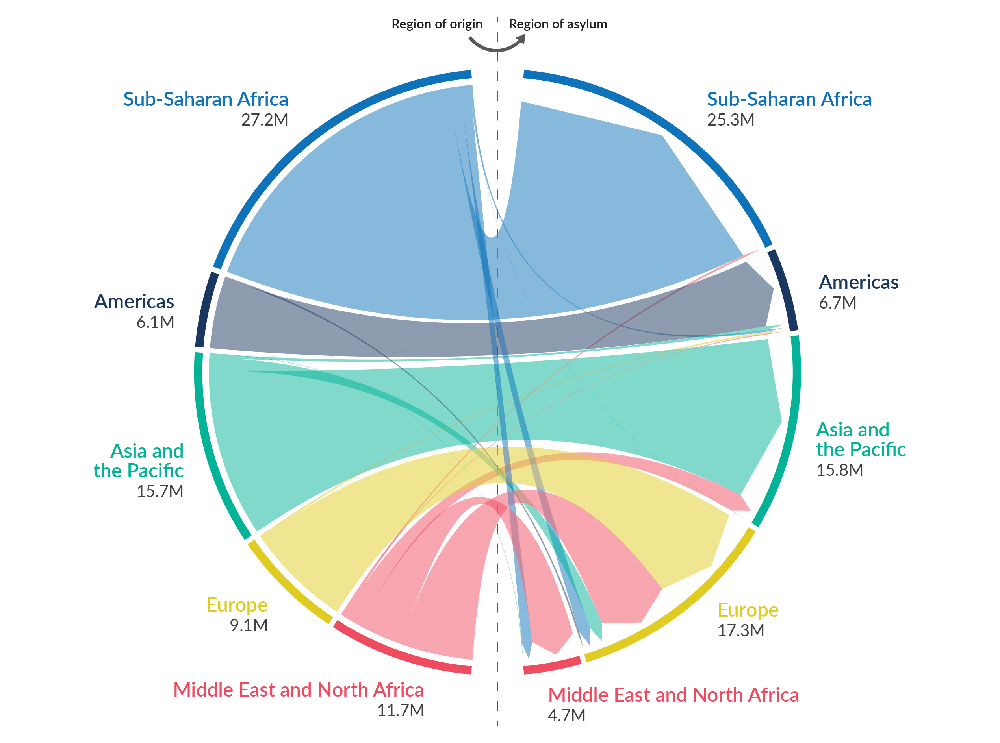 Region of origin
Region of asylum
Sub-Saharan Africa
27.2M
Sub-Saharan Africa
25.3M
Americas
6.1M
Americas
6.7M
Asia and
the Pacific
15.7M
Asia and
the Pacific
15.8M
Europe
9.1M
Europe
17.3M
Middle East and North Africa
11.7M
Middle East and North Africa
4.7M